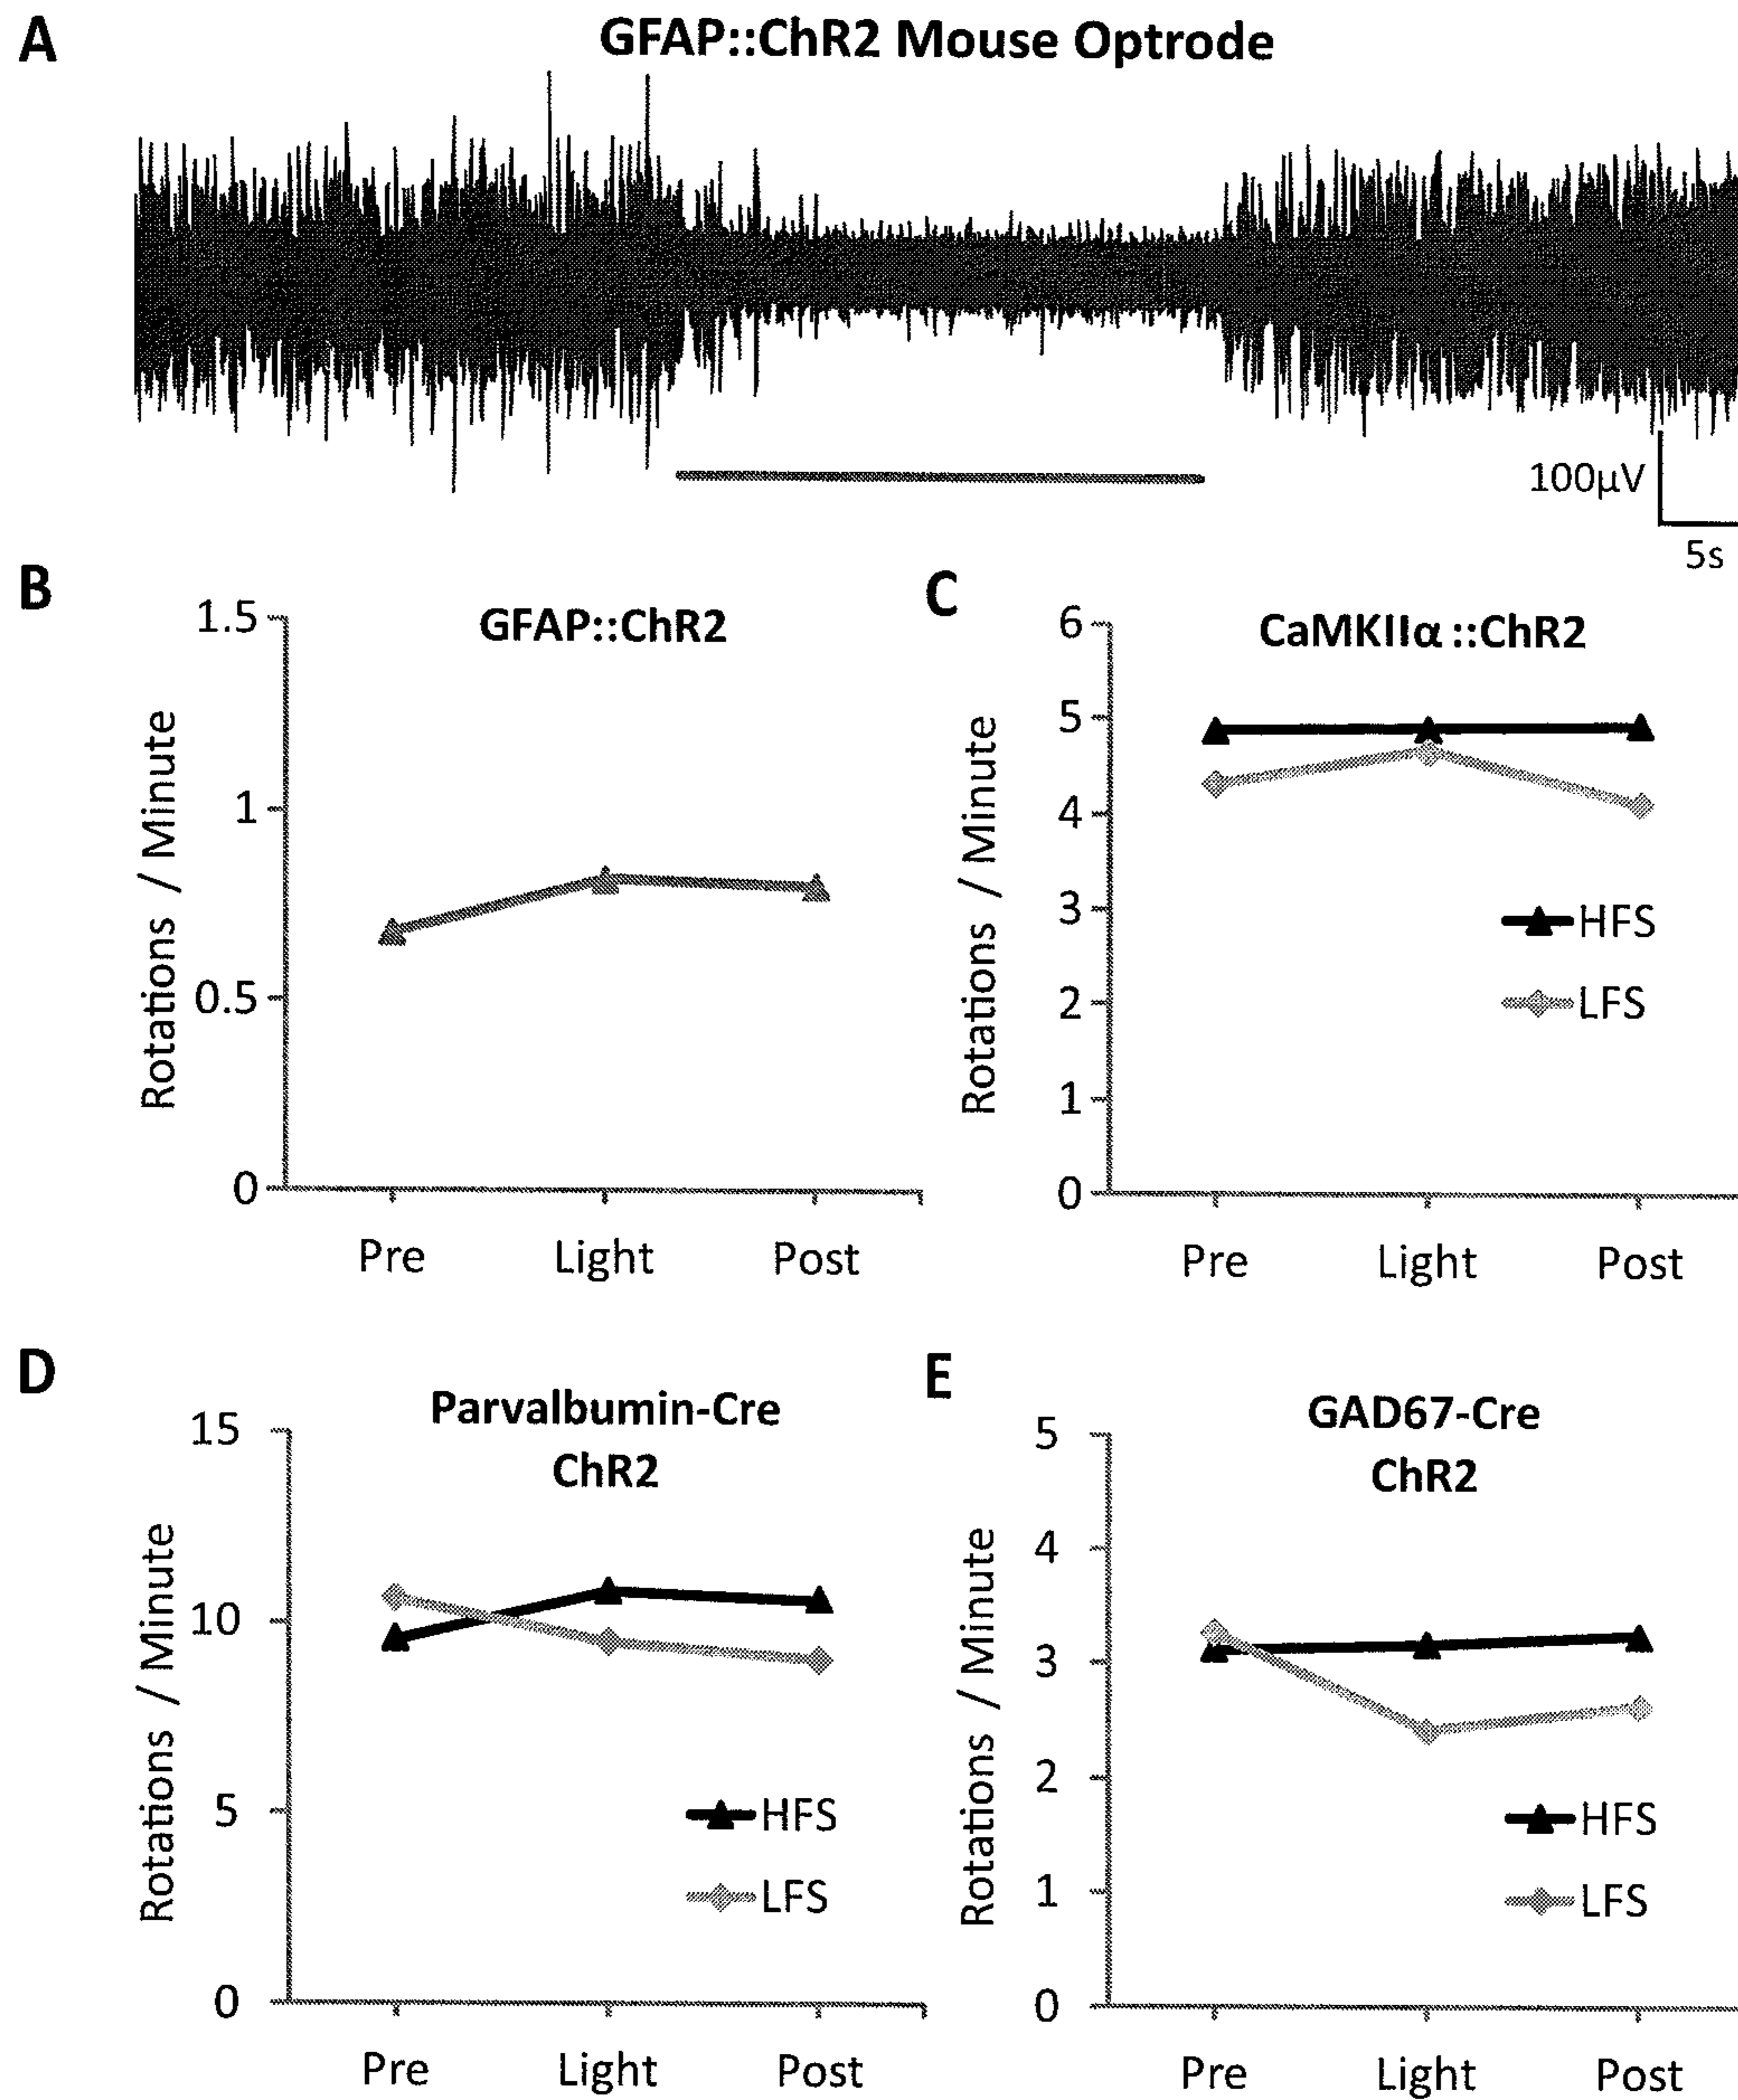 A
GFAP::ChR2 Mouse Optrode
100µV
5s
B
GFAP::ChR2
Rotations / Minute
1.5
1
0.5
0
Pre Light Post
C
CaMKIIα ::ChR2
Rotations / Minute
6
5
4
3
2
1
0
HFS
LFS
Pre Light Post
D
Parvalbumin-Cre
ChR2
Rotations / Minute
15
10
5
0
HFS
LFS
Pre Light Post
E
GAD67-Cre
ChR2
Rotations / Minute
5
4
3
2
1
0
HFS
LFS
Pre Light Post